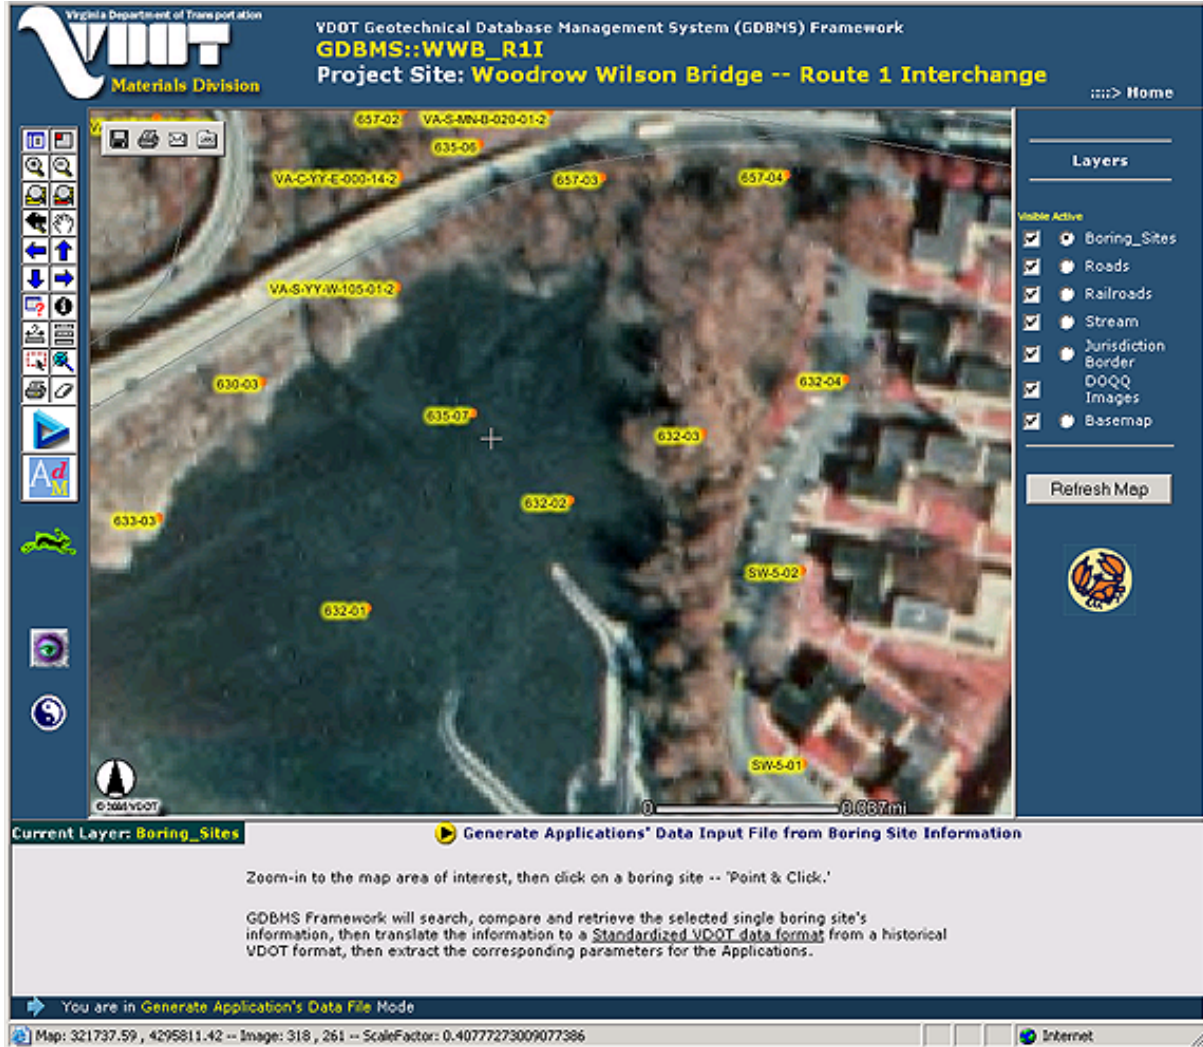 Virginia Department of Transportation
VDOT
Materials Division
VDOT Geotechnical Database Management System (GDBMS) Framework
GDBMS::WWB_R1I
Project Site: Woodrow Wilson Bridge -- Route 1 Interchange
::::> Home
657-02
VA-S-MN-B-020-01-2
635-06
VA-C-YY-E-000-14-2
657-03
657-04
VA-S-YY-W-105-01-2
630-03
632-04
635-07
632-03
632-02
633-03
SW-5-02
632-01
SW-5-01
© VDOT
0
0.037mi
Layers
Visible Active
Boring_Sites
Roads
Railroads
Stream
Jurisdiction
Border
DOQQ
Images
Basemap
Refresh Map
AdM
Current Layer: Boring_Sites
Generate Applications' Data Input File from Boring Site Information
Zoom-in to the map area of interest, then click on a boring site -- 'Point & Click.'
GDBMS Framework will search, compare and retrieve the selected single boring site's
information, then translate the information to a Standardized VDOT data format from a historical
VDOT format, then extract the corresponding parameters for the Applications.
You are in Generate Application's Data File Mode
Map: 321737.59 , 4295811.42 -- Image: 318 , 261 -- ScaleFactor: 0.40777273009077386
Internet